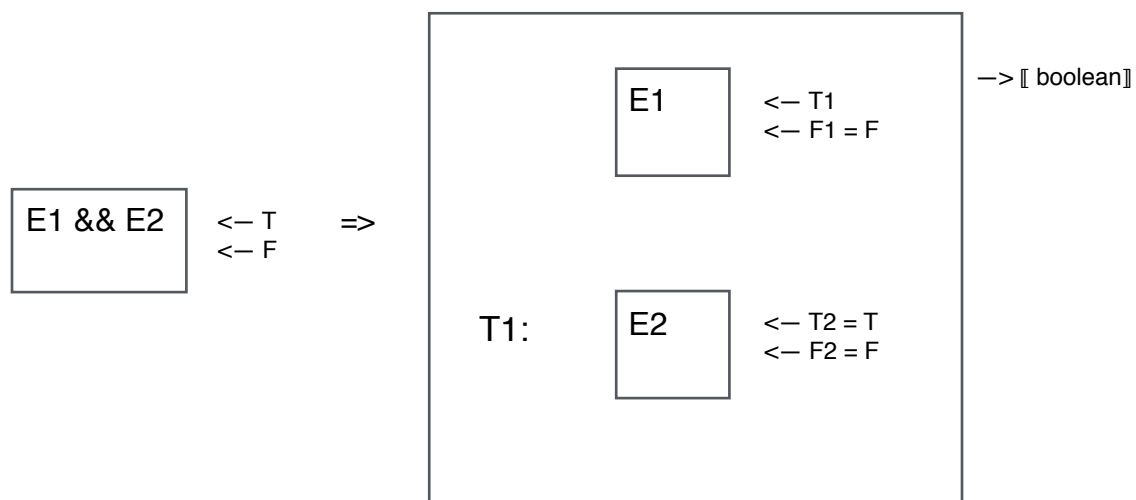 E1
<— T1
<— F1 = F
—> ⟦ boolean⟧
E1 && E2
<— T
<— F
=>
T1:
E2
<— T2 = T
<— F2 = F